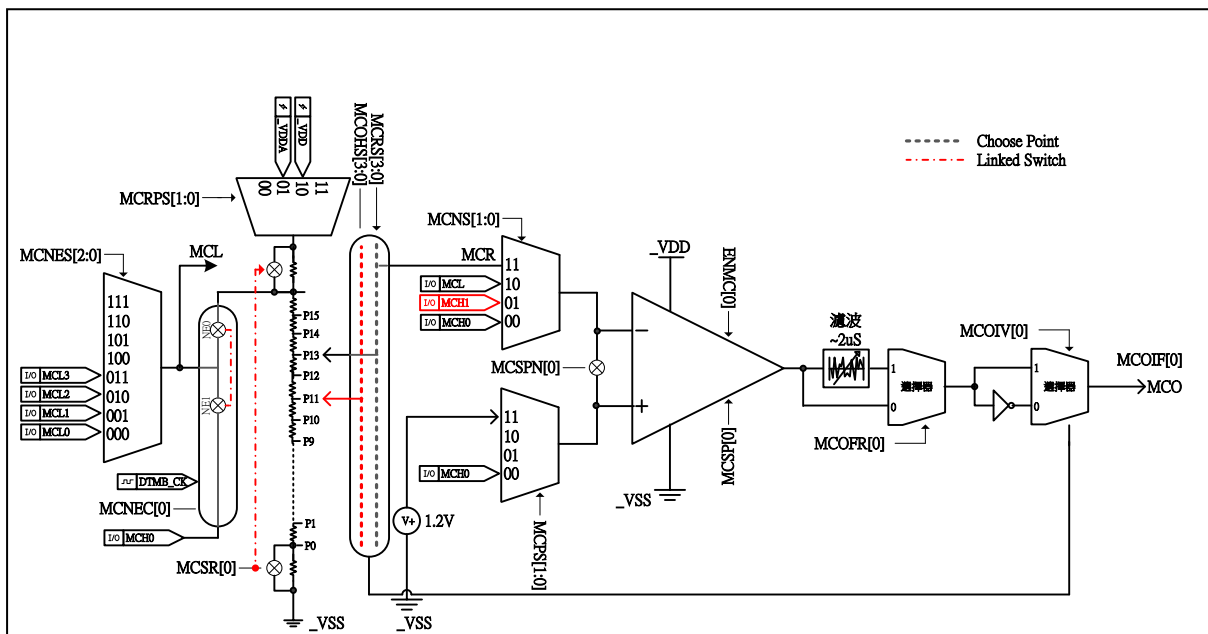 _VDDA
_VDD
00
01
10
11
MCRPS[1:0]
MCOHS[3:0]
MCRS[3:0]
Choose Point
Linked Switch
MCNES[2:0]
MCL
111
110
101
100
011
010
001
000
I/O MCL3
I/O MCL2
I/O MCL1
I/O MCL0
NE0
NE1
DTMB_CK
MCNEC[0]
I/O MCH0
MCSR[0]
P15
P14
P13
P12
P11
P10
P9
P1
P0
_VSS
MCNS[1:0]
MCR
11
10
01
00
I/O MCL
I/O MCH1
I/O MCH0
MCSPN[0]
11
10
01
00
I/O MCH0
MCPS[1:0]
V+
1.2V
_VSS
_VDD
ENMC[0]
MCSP[0]
_VSS
濾波
~2uS
1
0
選擇器
MCOFR[0]
MCOIV[0]
1
0
選擇器
MCOIF[0]
MCO